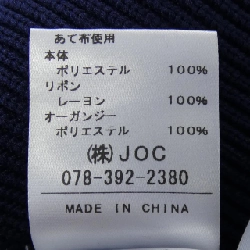 あて布使用
本体
ポリエステル 100%
リボン
レーヨン 100%
オーガンジー
ポリエステル 100%
(株)JOC
078-392-2380
MADE IN CHINA